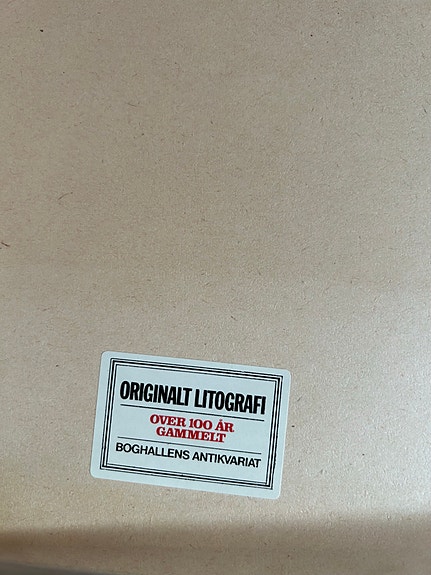 ORIGINALT LITOGRAFI
OVER 100 ÅR
GAMMELT
BOGHALLENS ANTIKVARIAT